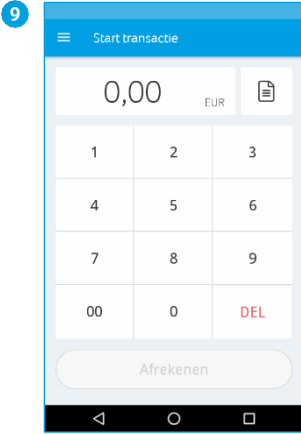 9
Start transactie
0,00 EUR
1 2 3
4 5 6
7 8 9
00 0 DEL
Afrekenen